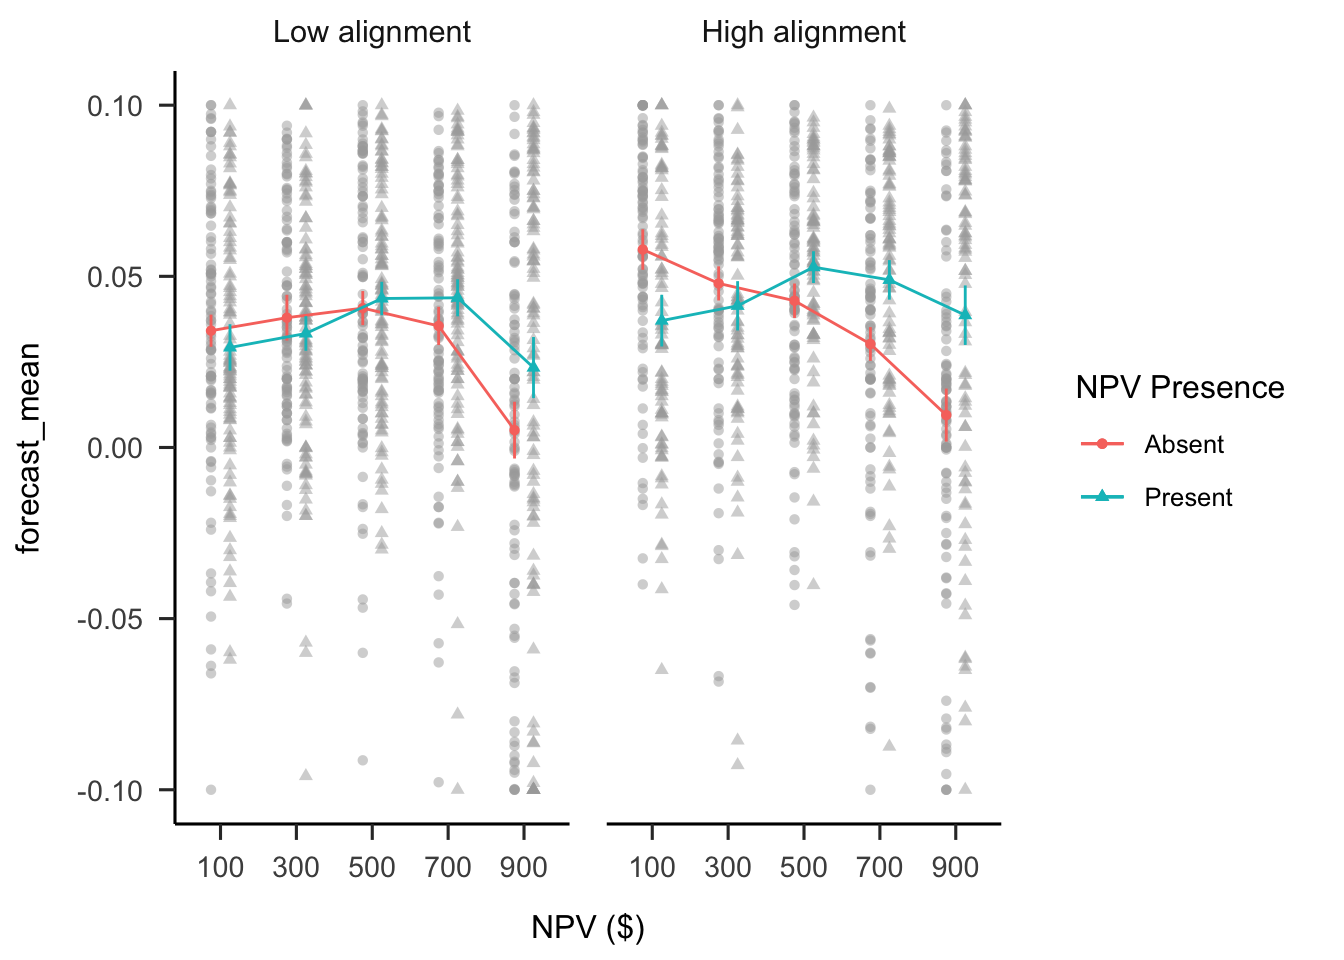 Low alignment
High alignment
forecast_mean
0.10
0.05
0.00
-0.05
-0.10
100 300 500 700 900
100 300 500 700 900
NPV ($)
NPV Presence
Absent
Present